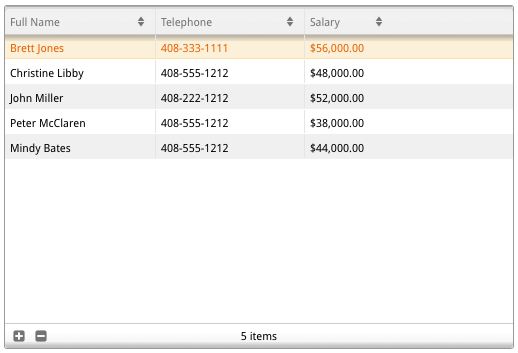 Full Name Telephone Salary
Brett Jones 408-333-1111 $56,000.00
Christine Libby 408-555-1212 $48,000.00
John Miller 408-222-1212 $52,000.00
Peter McClaren 408-555-1212 $38,000.00
Mindy Bates 408-555-1212 $44,000.00
5 items